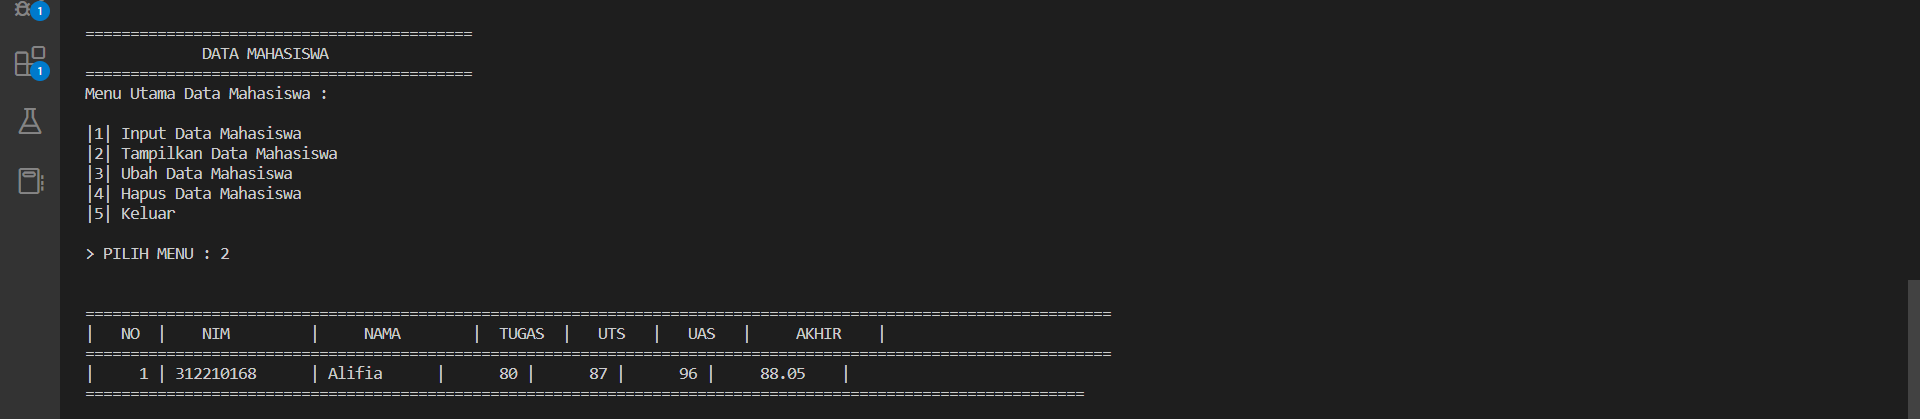 1
===========================================
DATA MAHASISWA
===========================================
1
Menu Utama Data Mahasiswa :
|1| Input Data Mahasiswa
|2| Tampilkan Data Mahasiswa
|3| Ubah Data Mahasiswa
|4| Hapus Data Mahasiswa
|5| Keluar
> PILIH MENU : 2
==================================================================================================================
|   NO  |    NIM         |     NAMA        |  TUGAS  |   UTS   |   UAS   |     AKHIR    |
==================================================================================================================
|     1 | 312210168      | Alifia      |      80 |      87 |      96 |     88.05    |
===============================================================================================================